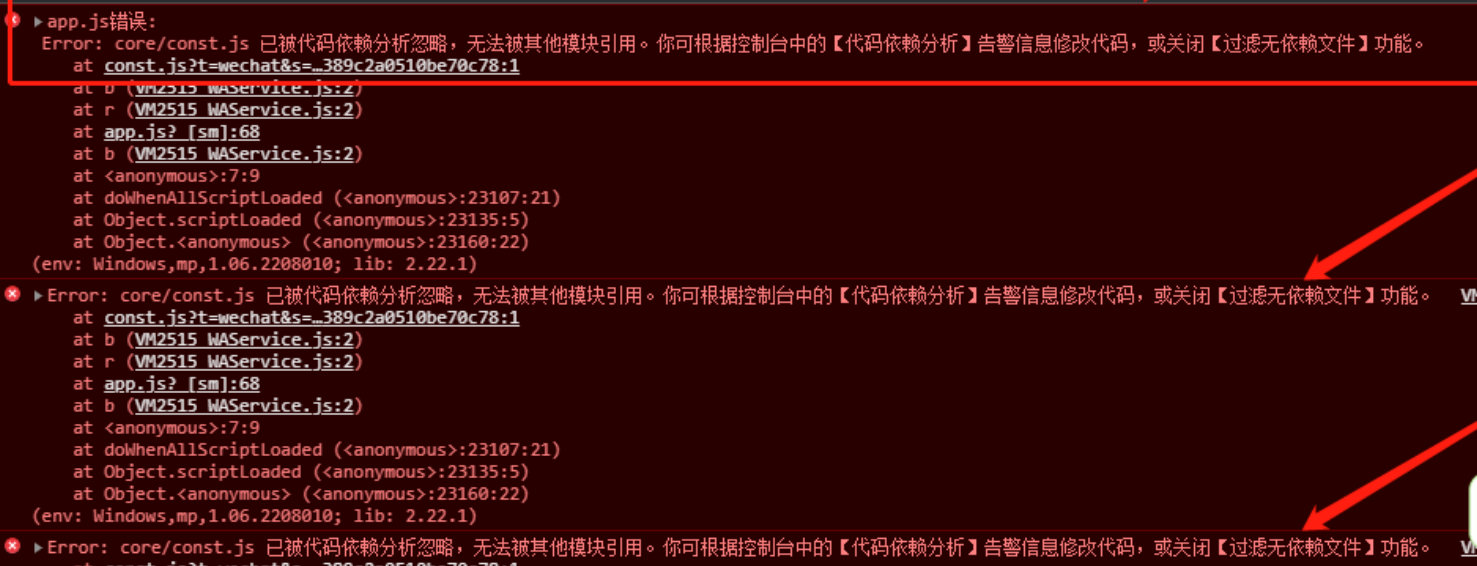 ▶app.js错误:
Error: core/const.js 已被代码依赖分析忽略，无法被其他模块引用。你可根据控制台中的【代码依赖分析】告警信息修改代码，或关闭【过滤无依赖文件】功能。
at const.js?t=wechat&s=…389c2a0510be70c78:1
at b (VM2515 WAService.js:2)
at r (VM2515 WAService.js:2)
at app.js? [sm]:68
at b (VM2515 WAService.js:2)
at <anonymous>:7:9
at doWhenAllScriptLoaded (<anonymous>:23107:21)
at Object.scriptLoaded (<anonymous>:23135:5)
at Object.<anonymous> (<anonymous>:23160:22)
(env: Windows,mp,1.06.2208010; lib: 2.22.1)
▶Error: core/const.js 已被代码依赖分析忽略，无法被其他模块引用。你可根据控制台中的【代码依赖分析】告警信息修改代码，或关闭【过滤无依赖文件】功能。 VM
at const.js?t=wechat&s=…389c2a0510be70c78:1
at b (VM2515 WAService.js:2)
at r (VM2515 WAService.js:2)
at app.js? [sm]:68
at b (VM2515 WAService.js:2)
at <anonymous>:7:9
at doWhenAllScriptLoaded (<anonymous>:23107:21)
at Object.scriptLoaded (<anonymous>:23135:5)
at Object.<anonymous> (<anonymous>:23160:22)
(env: Windows,mp,1.06.2208010; lib: 2.22.1)
▶Error: core/const.js 已被代码依赖分析忽略，无法被其他模块引用。你可根据控制台中的【代码依赖分析】告警信息修改代码，或关闭【过滤无依赖文件】功能。 VM
at const.js?t=wechat&s=…389c2a0510be70c78:1